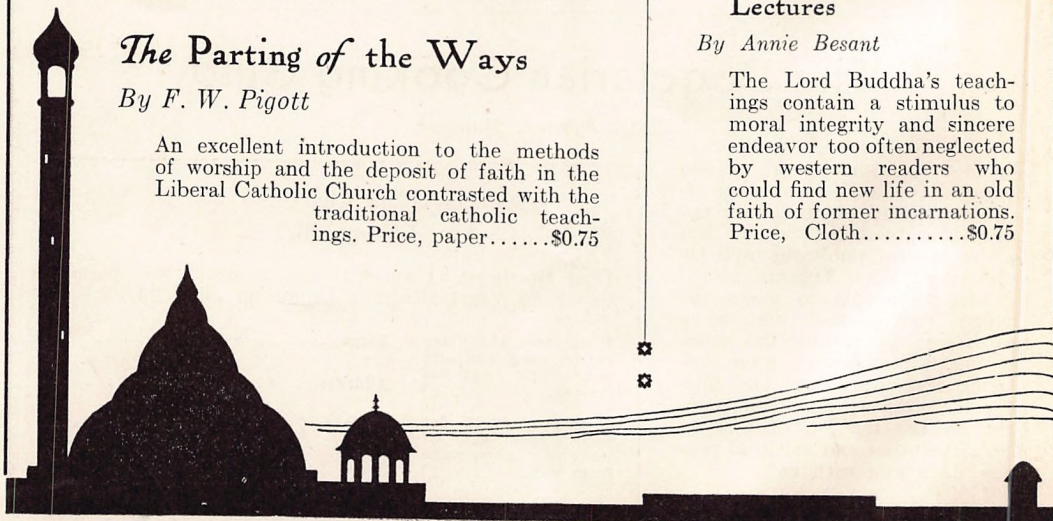 The Parting of the Ways
By F. W. Pigott
An excellent introduction to the methods
of worship and the deposit of faith in the
Liberal Catholic Church contrasted with the
traditional catholic teach-
ings. Price, paper......$0.75
Lectures
By Annie Besant
The Lord Buddha's teach-
ings contain a stimulus to
moral integrity and sincere
endeavor too often neglected
by western readers who
could find new life in an old
faith of former incarnations.
Price, Cloth..........$0.75